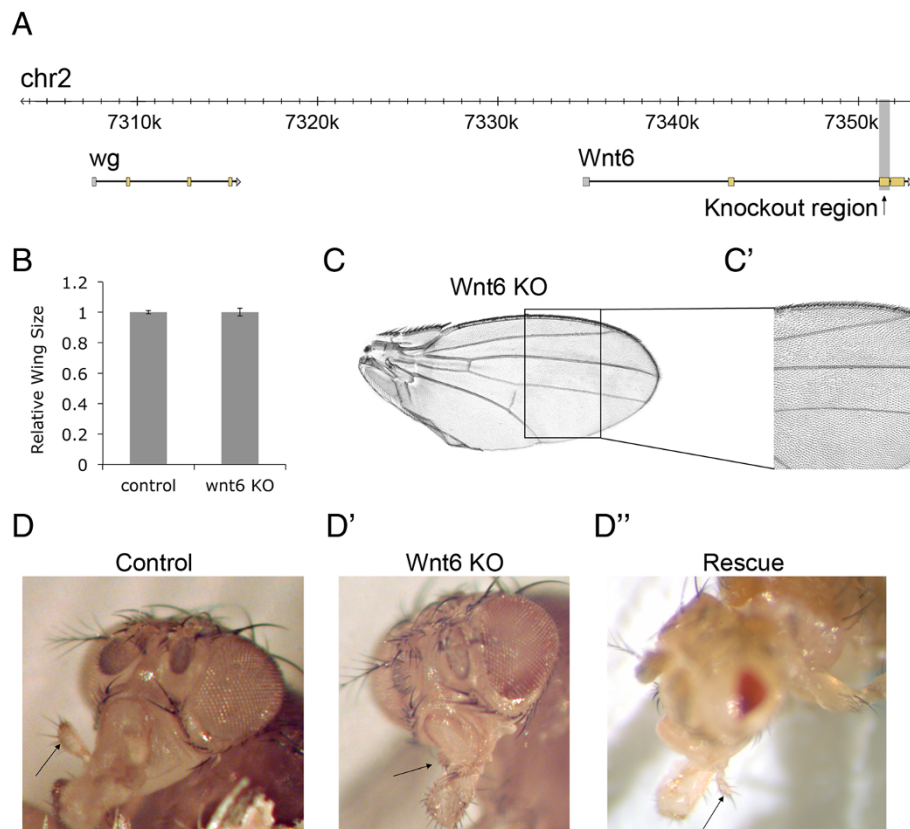 A
chr2
7310k 7320k 7330k 7340k 7350k
wg
Wnt6
Knockout region
B
Relative Wing Size
1.2
1
0.8
0.6
0.4
0.2
0
control wnt6 KO
C
Wnt6 KO
C'
D
Control
D'
Wnt6 KO
D''
Rescue